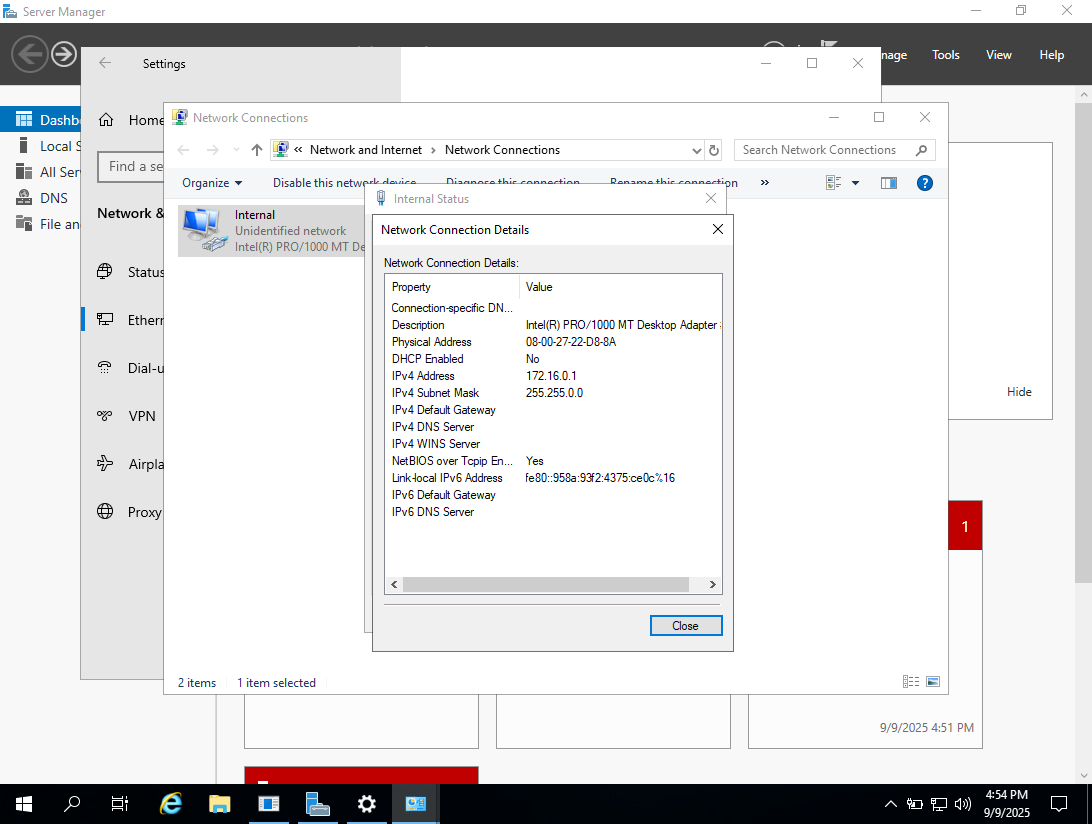 Server Manager
nage
Tools
View
Help
Settings
Home
Find a se
Network &
Status
Ethern
Dial-u
VPN
Airpla
Proxy
Dashb
Local S
All Ser
DNS
File an
Network Connections
« Network and Internet › Network Connections
Search Network Connections
Organize
Disable this network device
Diagnose this connection
Rename this connection
»
Internal
Unidentified network
Intel(R) PRO/1000 MT De
Internal Status
Network Connection Details
Network Connection Details:
Property Value
Connection-specific DN...
Description Intel(R) PRO/1000 MT Desktop Adapter
Physical Address 08-00-27-22-D8-8A
DHCP Enabled No
IPv4 Address 172.16.0.1
IPv4 Subnet Mask 255.255.0.0
IPv4 Default Gateway
IPv4 DNS Server
IPv4 WINS Server
NetBIOS over Tcpip En... Yes
Link-local IPv6 Address fe80::958a:93f2:4375:ce0c%16
IPv6 Default Gateway
IPv6 DNS Server
Close
2 items
1 item selected
Hide
1
9/9/2025 4:51 PM
4:54 PM
9/9/2025